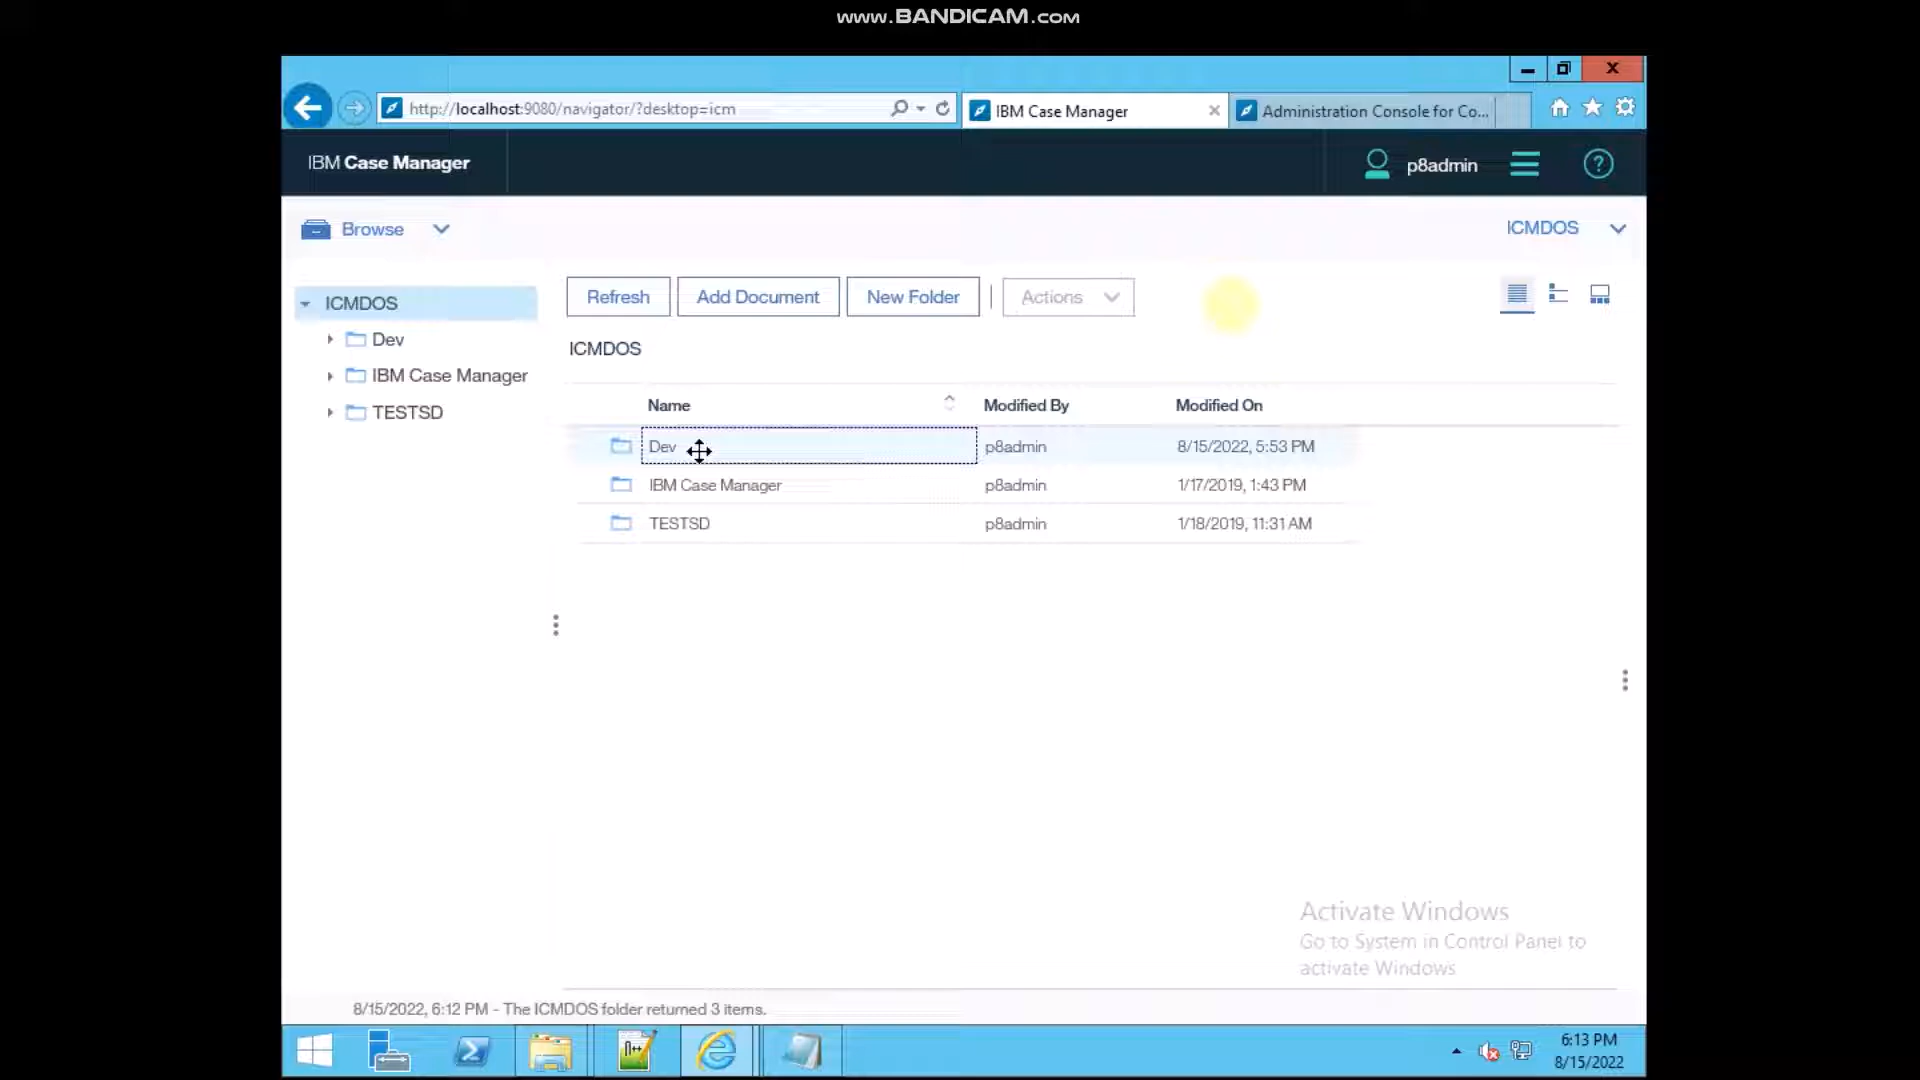 www.BANDICAM.com
http://localhost:9080/navigator/?desktop=icm
IBM Case Manager
Administration Console for Co...
IBM Case Manager
p8admin
Browse
ICMDOS
ICMDOS
Dev
IBM Case Manager
TESTSD
Refresh
Add Document
New Folder
Actions
ICMDOS
Name Modified By Modified On
Dev p8admin 8/15/2022, 5:53 PM
IBM Case Manager p8admin 1/17/2019, 1:43 PM
TESTSD p8admin 1/18/2019, 11:31 AM
Activate Windows
Go to System in Control Panel to
activate Windows
8/15/2022, 6:12 PM - The ICMDOS folder returned 3 items.
6:13 PM
8/15/2022